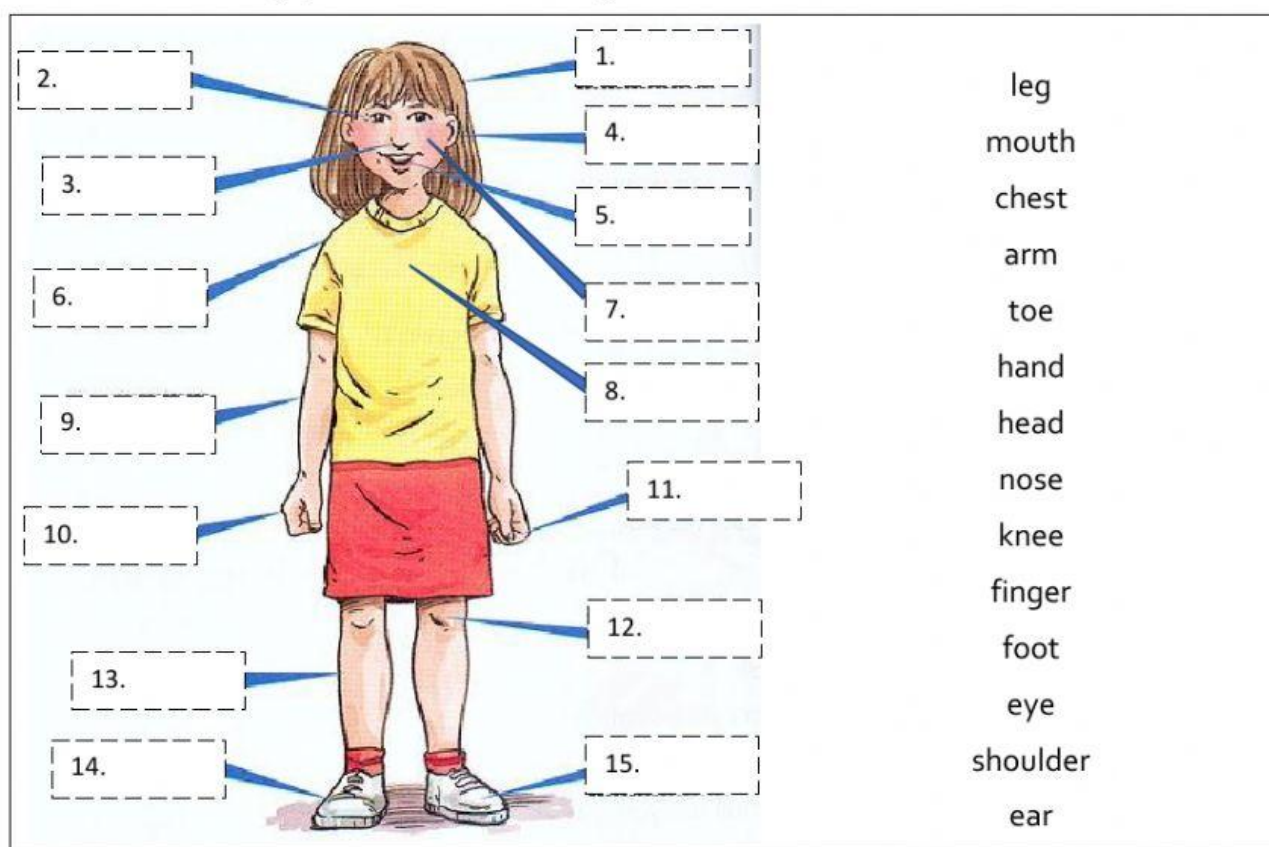 1.
2.
4.
3.
5.
6.
7.
8.
9.
11.
10.
12.
13.
14.
15.
leg
mouth
chest
arm
toe
hand
head
nose
knee
finger
foot
eye
shoulder
ear